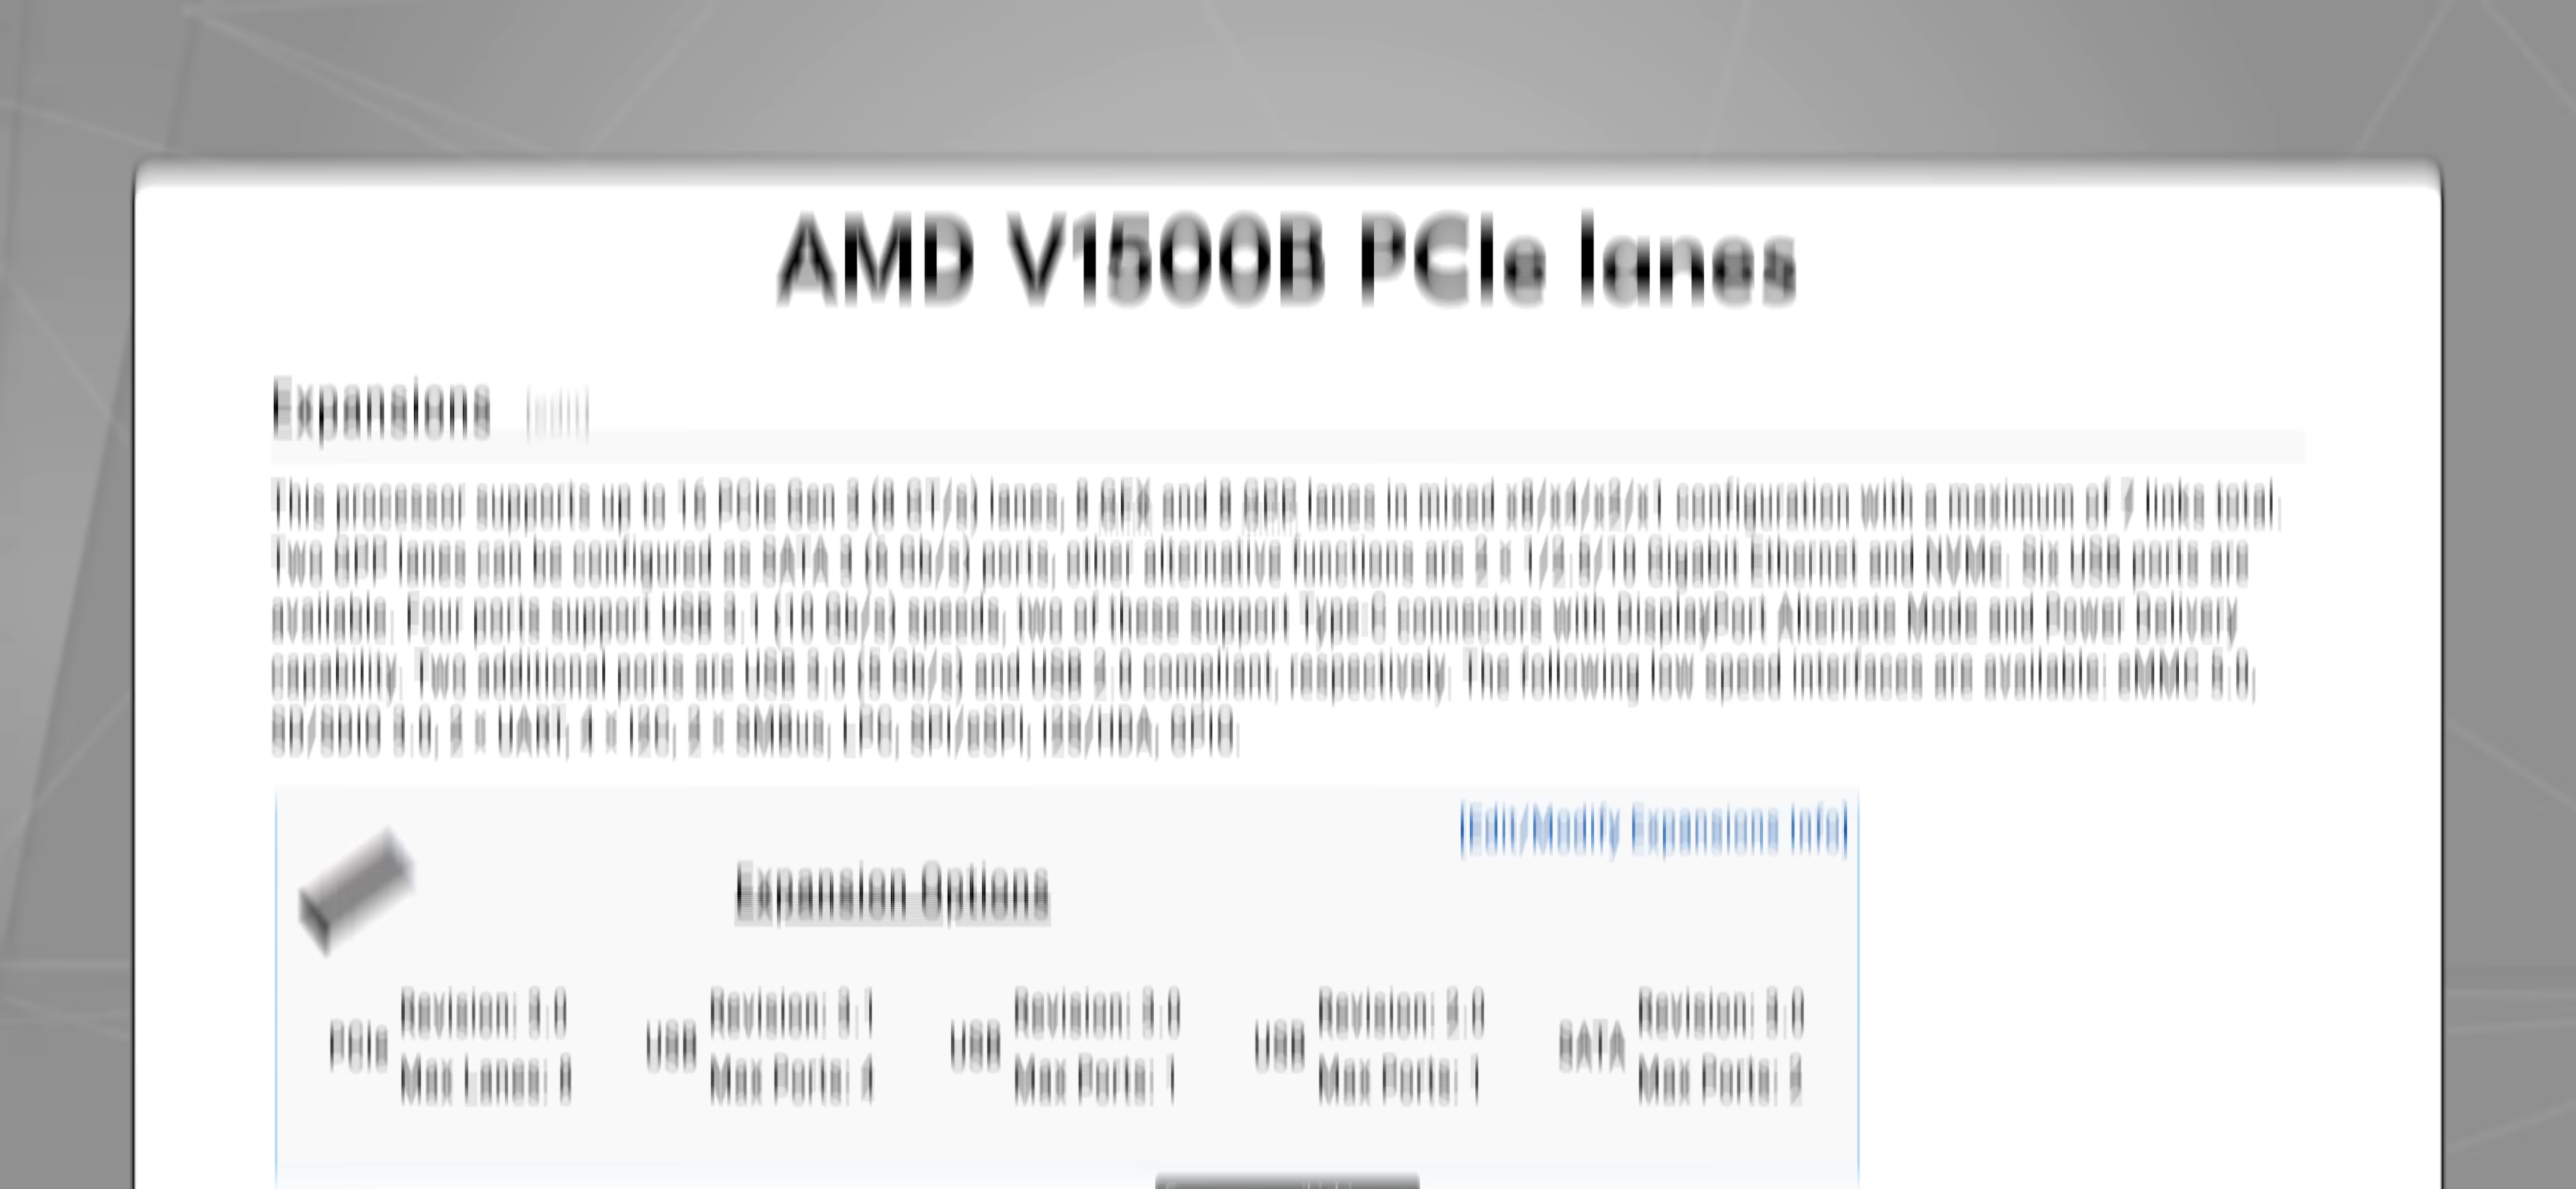 AMD V1500B PCIe lanes
Expansions [edit]
This processor supports up to 16 PCIe Gen 3 (8 GT/s) lanes, 8 GFX and 8 GPP lanes in mixed x8/x4/x2/x1 configuration with a maximum of 7 links total.
Two GPP lanes can be configured as SATA 3 (6 Gb/s) ports, other alternative functions are 2 x 1/2.5/10 Gigabit Ethernet and NVMe. Six USB ports are
available. Four ports support USB 3.1 (10 Gb/s) speeds, two of these support Type-C connectors with DisplayPort Alternate Mode and Power Delivery
capability. Two additional ports are USB 3.0 (5 Gb/s) and USB 2.0 compliant, respectively. The following low speed interfaces are available: eMMC 5.0,
SD/SDIO 3.0, 2 x UART, 4 x I2C, 2 x SMBus, LPC, SPI/eSPI, I2S/HDA, GPIO.
[Edit/Modify Expansions Info]
Expansion Options
PCIe Revision: 3.0
Max Lanes: 8
USB Revision: 3.1
Max Ports: 4
USB Revision: 3.0
Max Ports: 1
USB Revision: 2.0
Max Ports: 1
SATA Revision: 3.0
Max Ports: 2